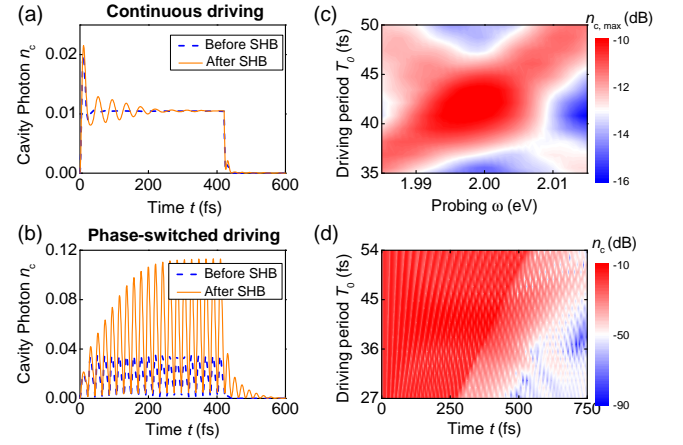 (a) Continuous driving
Cavity Photon n_c
0.02
0.01
0.00
Before SHB
After SHB
0 200 400 600
Time t (fs)
(b) Phase-switched driving
Cavity Photon n_c
0.12
0.08
0.04
0.00
Before SHB
After SHB
0 200 400 600
Time t (fs)
(c)
Driving period T_0 (fs)
50
45
40
35
1.99 2.00 2.01
Probing ω (eV)
n_c, max (dB)
-10
-12
-14
-16
(d)
Driving period T_0 (fs)
54
45
36
27
0 250 500 750
Time t (fs)
n_c (dB)
-10
-50
-90